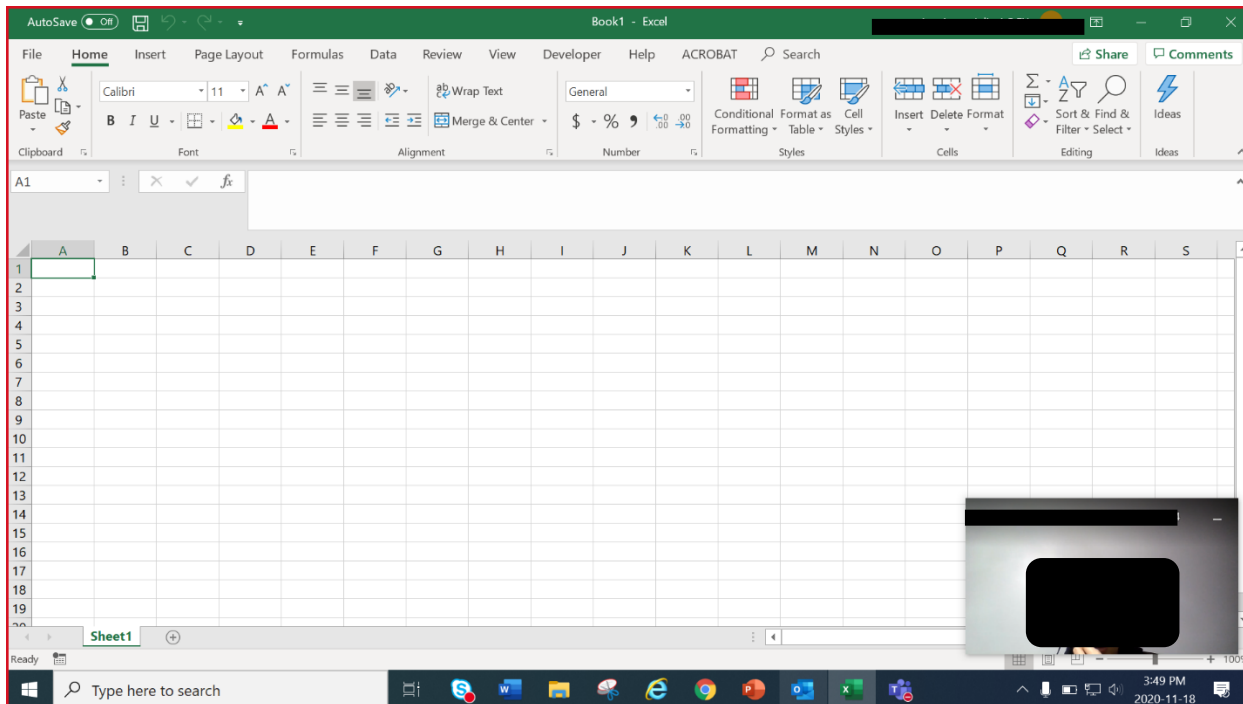 AutoSave Off Book1 - Excel
File Home Insert Page Layout Formulas Data Review View Developer Help ACROBAT Search Share Comments
Calibri 11 A^ A˅ ab Wrap Text General
Paste B I U A Merge & Center $ % 9 .00 .00 Conditional Formatting Format as Table Cell Styles Insert Delete Format Sort & Filter Find & Select Ideas
Clipboard Font Alignment Number Styles Cells Editing Ideas
A1 fx
A B C D E F G H I J K L M N O P Q R S
1
2
3
4
5
6
7
8
9
10
11
12
13
14
15
16
17
18
19
Sheet1
Ready
Type here to search 3:49 PM
2020-11-18